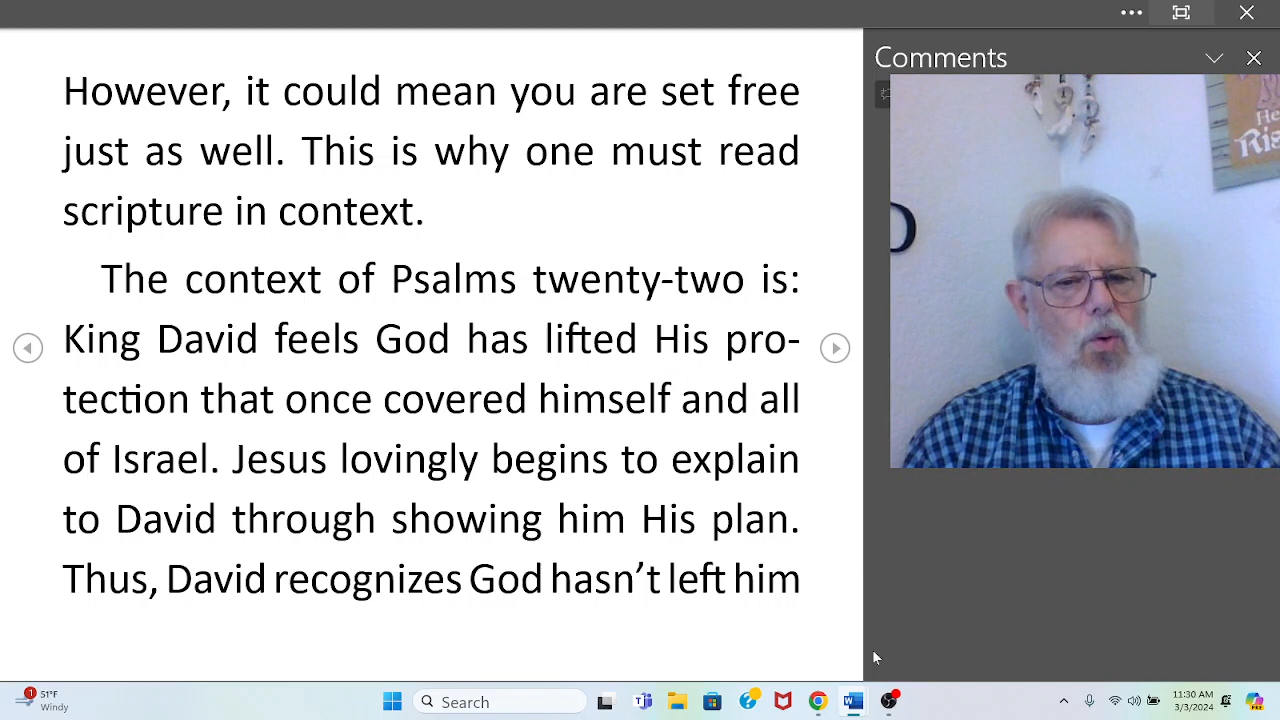 Comments
However, it could mean you are set free
just as well. This is why one must read
scripture in context.
The context of Psalms twenty-two is:
King David feels God has lifted His pro-
tection that once covered himself and all
of Israel. Jesus lovingly begins to explain
to David through showing him His plan.
Thus, David recognizes God hasn’t left him
He
Ris
D
1
51°F
Windy
Search
11:30 AM
3/3/2024